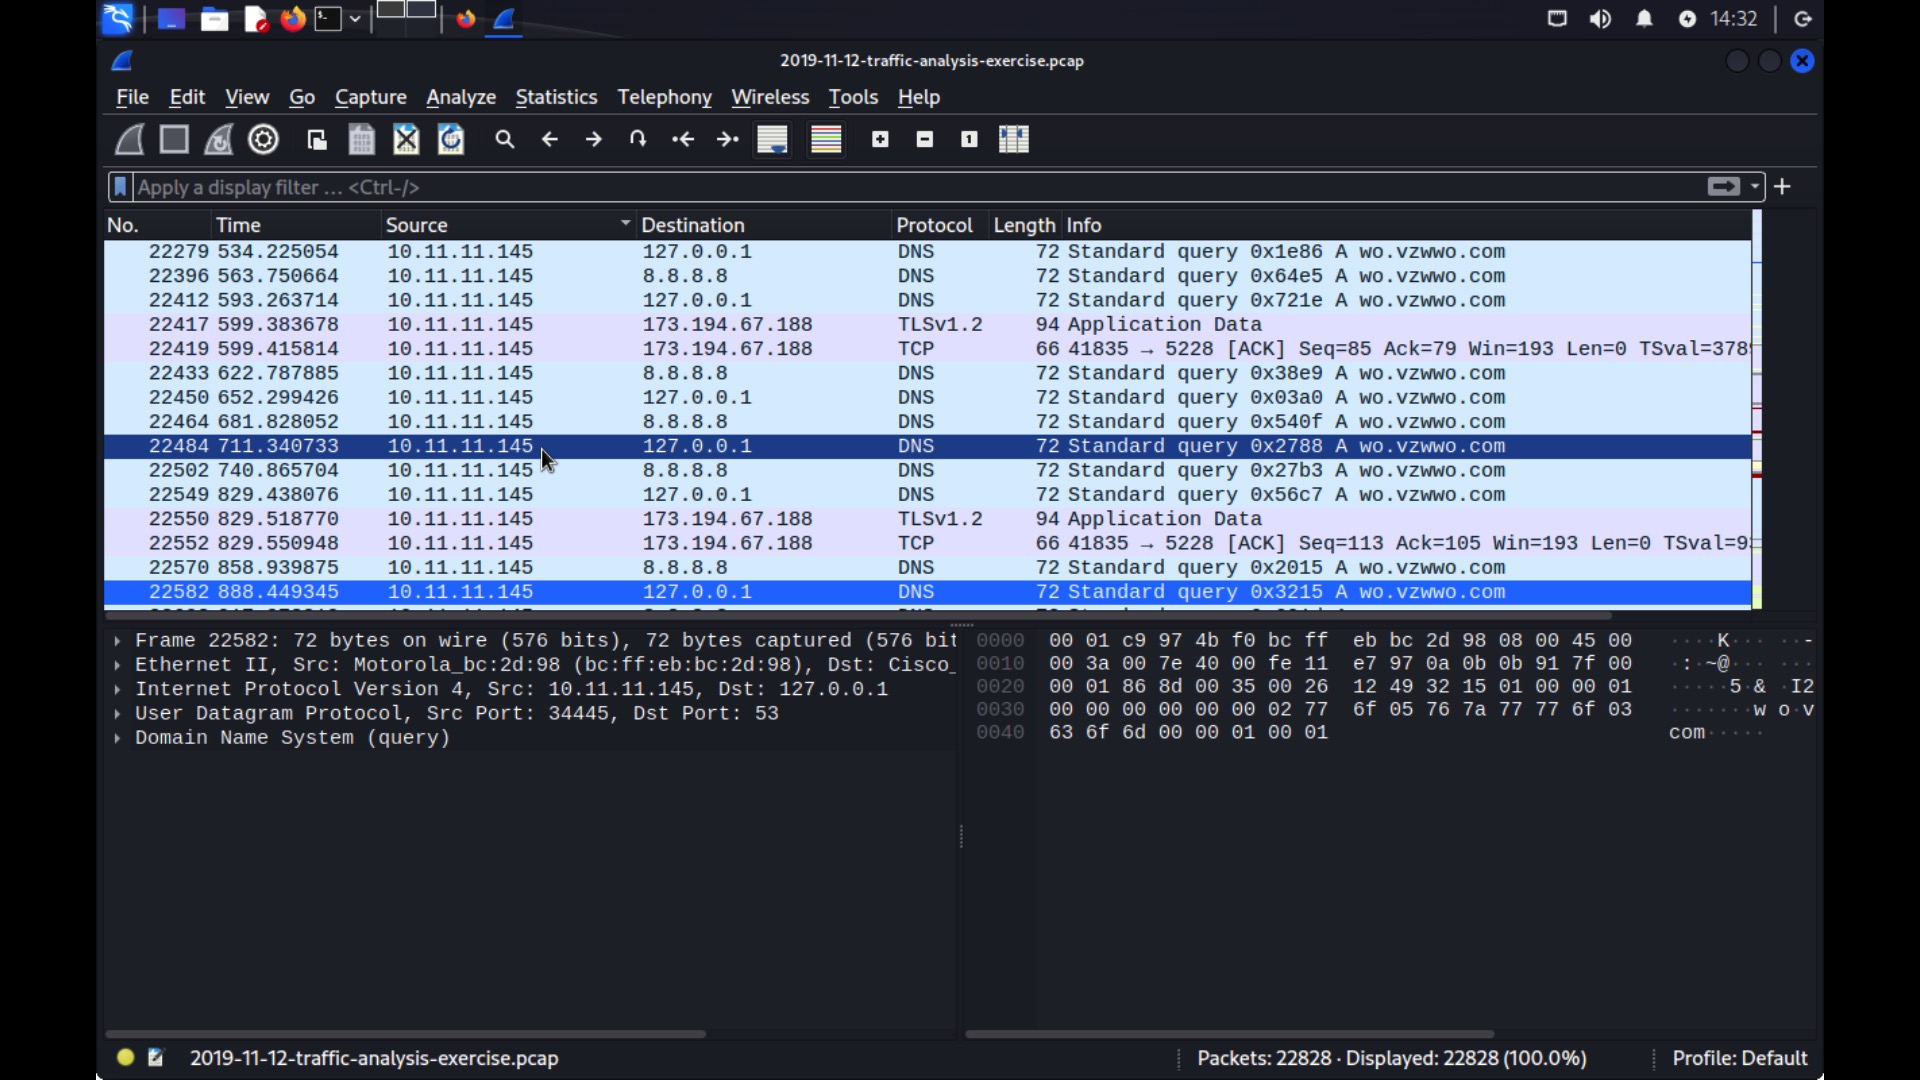 14:32
2019-11-12-traffic-analysis-exercise.pcap
File Edit View Go Capture Analyze Statistics Telephony Wireless Tools Help
Apply a display filter … <Ctrl-/>
No. Time Source Destination Protocol Length Info
22279 534.225054 10.11.11.145 127.0.0.1 DNS 72 Standard query 0x1e86 A wo.vzwwo.com
22396 563.750664 10.11.11.145 8.8.8.8 DNS 72 Standard query 0x64e5 A wo.vzwwo.com
22412 593.263714 10.11.11.145 127.0.0.1 DNS 72 Standard query 0x721e A wo.vzwwo.com
22417 599.383678 10.11.11.145 173.194.67.188 TLSv1.2 94 Application Data
22419 599.415814 10.11.11.145 173.194.67.188 TCP 66 41835 → 5228 [ACK] Seq=85 Ack=79 Win=193 Len=0 TSval=378
22433 622.787885 10.11.11.145 8.8.8.8 DNS 72 Standard query 0x38e9 A wo.vzwwo.com
22450 652.299426 10.11.11.145 127.0.0.1 DNS 72 Standard query 0x03a0 A wo.vzwwo.com
22464 681.828052 10.11.11.145 8.8.8.8 DNS 72 Standard query 0x540f A wo.vzwwo.com
22484 711.340733 10.11.11.145 127.0.0.1 DNS 72 Standard query 0x2788 A wo.vzwwo.com
22502 740.865704 10.11.11.145 8.8.8.8 DNS 72 Standard query 0x27b3 A wo.vzwwo.com
22549 829.438076 10.11.11.145 127.0.0.1 DNS 72 Standard query 0x56c7 A wo.vzwwo.com
22550 829.518770 10.11.11.145 173.194.67.188 TLSv1.2 94 Application Data
22552 829.550948 10.11.11.145 173.194.67.188 TCP 66 41835 → 5228 [ACK] Seq=113 Ack=105 Win=193 Len=0 TSval=9
22570 858.939875 10.11.11.145 8.8.8.8 DNS 72 Standard query 0x2015 A wo.vzwwo.com
22582 888.449345 10.11.11.145 127.0.0.1 DNS 72 Standard query 0x3215 A wo.vzwwo.com
Frame 22582: 72 bytes on wire (576 bits), 72 bytes captured (576 bit
Ethernet II, Src: Motorola_bc:2d:98 (bc:ff:eb:bc:2d:98), Dst: Cisco_
Internet Protocol Version 4, Src: 10.11.11.145, Dst: 127.0.0.1
User Datagram Protocol, Src Port: 34445, Dst Port: 53
Domain Name System (query)
0000 00 01 c9 97 4b f0 bc ff eb bc 2d 98 08 00 45 00 ····K··· ··-
0010 00 3a 00 7e 40 00 fe 11 e7 97 0a 0b 0b 91 7f 00 ·:·~@··· ···
0020 00 01 86 8d 00 35 00 26 12 49 32 15 01 00 00 01 ·····5·& ·I2
0030 00 00 00 00 00 00 02 77 6f 05 76 7a 77 77 6f 03 ·······w o·v
0040 63 6f 6d 00 00 01 00 01 com·····
2019-11-12-traffic-analysis-exercise.pcap
Packets: 22828 · Displayed: 22828 (100.0%)
Profile: Default